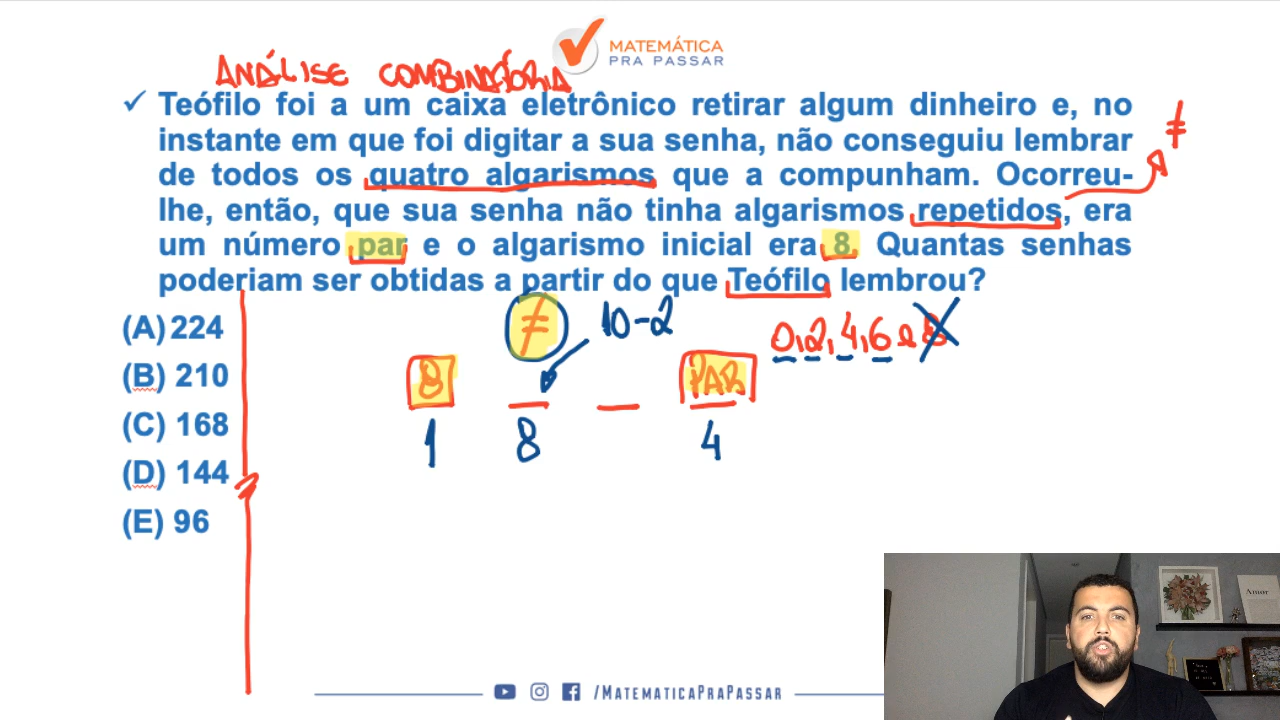 MATEMÁTICA
PRA PASSAR
ANÁLISE COMBINATÓRIA
✓ Teófilo foi a um caixa eletrônico retirar algum dinheiro e, no
instante em que foi digitar a sua senha, não conseguiu lembrar
de todos os quatro algarismos que a compunham. Ocorreu-
lhe, então, que sua senha não tinha algarismos repetidos, era
um número par e o algarismo inicial era 8. Quantas senhas
poderiam ser obtidas a partir do que Teófilo lembrou?
≠
(A) 224
(B) 210
(C) 168
(D) 144
(E) 96
≠ 10-2 0, 2, 4, 6 e 8
8 PAR
1 8 4
Amor
/MatematicaPraPassar